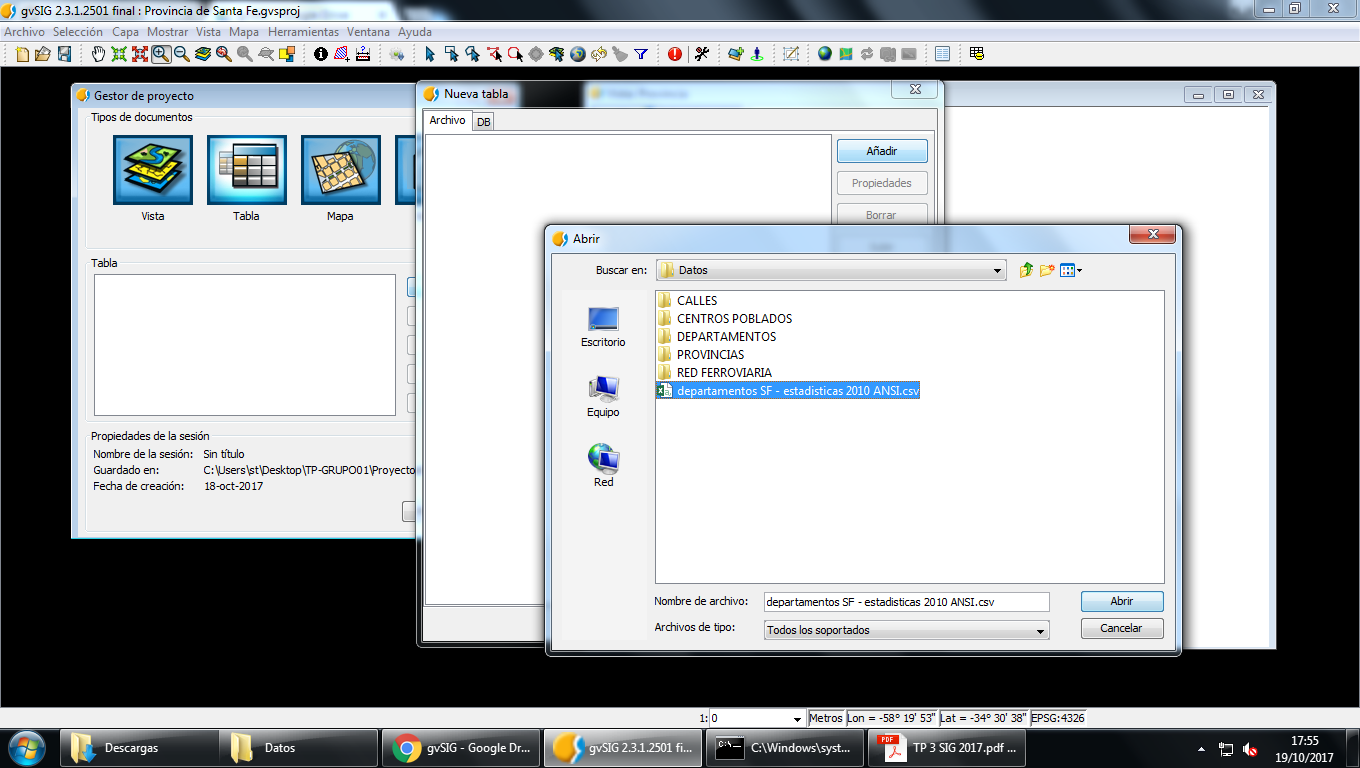 gvSIG 2.3.1.2501 final : Provincia de Santa Fe.gvsproj
Archivo Selección Capa Mostrar Vista Mapa Herramientas Ventana Ayuda
Gestor de proyecto
Tipos de documentos
Vista Tabla Mapa
Tabla
Propiedades de la sesión
Nombre de la sesión: Sin título
Guardado en: C:\Users\st\Desktop\TP-GRUPO01\Proyecto
Fecha de creación: 18-oct-2017
Nueva tabla
Archivo DB
Añadir
Propiedades
Borrar
Abrir
Buscar en: Datos
Escritorio
Equipo
Red
CALLES
CENTROS POBLADOS
DEPARTAMENTOS
PROVINCIAS
RED FERROVIARIA
departamentos SF - estadisticas 2010 ANSI.csv
Nombre de archivo: departamentos SF - estadisticas 2010 ANSI.csv Abrir
Archivos de tipo: Todos los soportados Cancelar
1: 0 Metros Lon = -58° 19' 53" Lat = -34° 30' 38" EPSG:4326
Descargas Datos gvSIG - Google Dr... gvSIG 2.3.1.2501 fi... C:\Windows\syst... TP 3 SIG 2017.pdf ...
PDF
17:55
19/10/2017